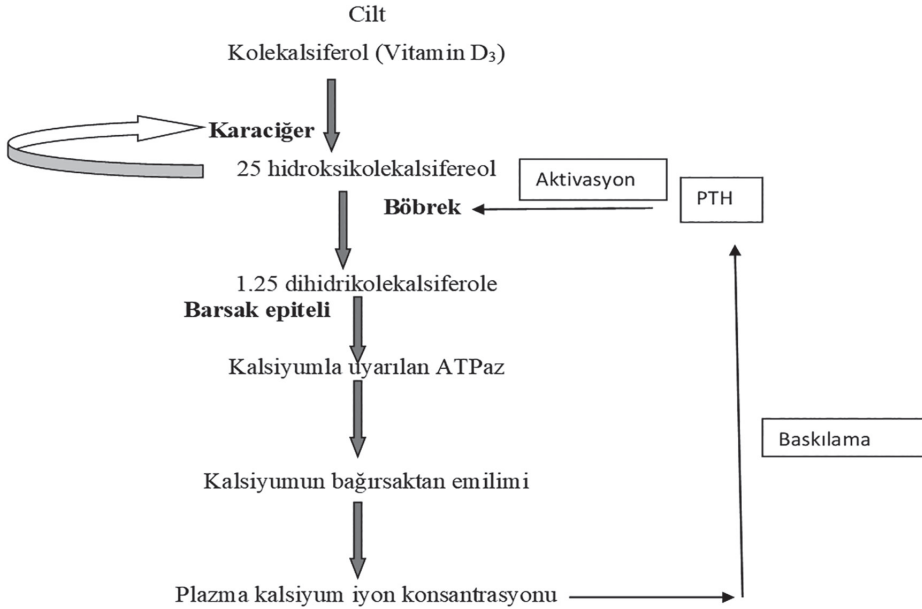 Cilt
Kolekalsiferol (Vitamin D₃)
Karaciğer
25 hidroksikolekalsifereol
Aktivasyon
PTH
Böbrek
1.25 dihidrikolekalsiferole
Barsak epiteli
Kalsiyumla uyarılan ATPaz
Baskılama
Kalsiyumun bağırsaktan emilimi
Plazma kalsiyum iyon konsantrasyonu